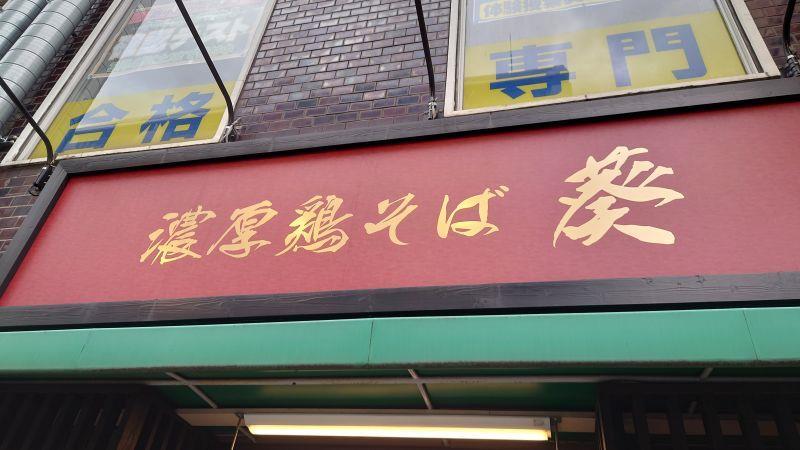 合格
専門
濃厚鶏そば 葵